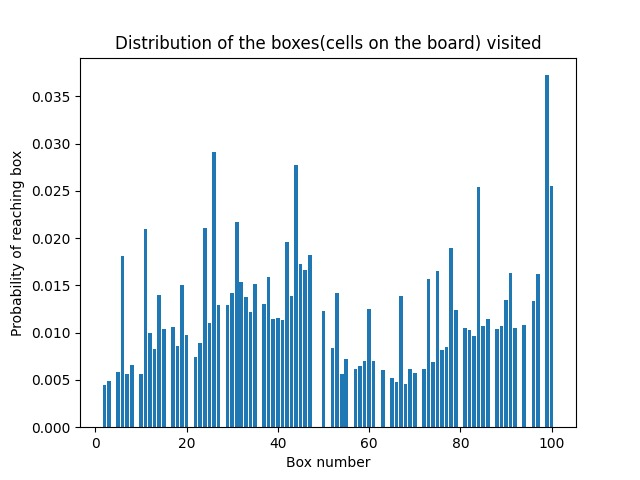 Distribution of the boxes(cells on the board) visited
0.035
0.030
0.025
0.020
0.015
0.010
0.005
0.000
Probability of reaching box
0 20 40 60 80 100
Box number